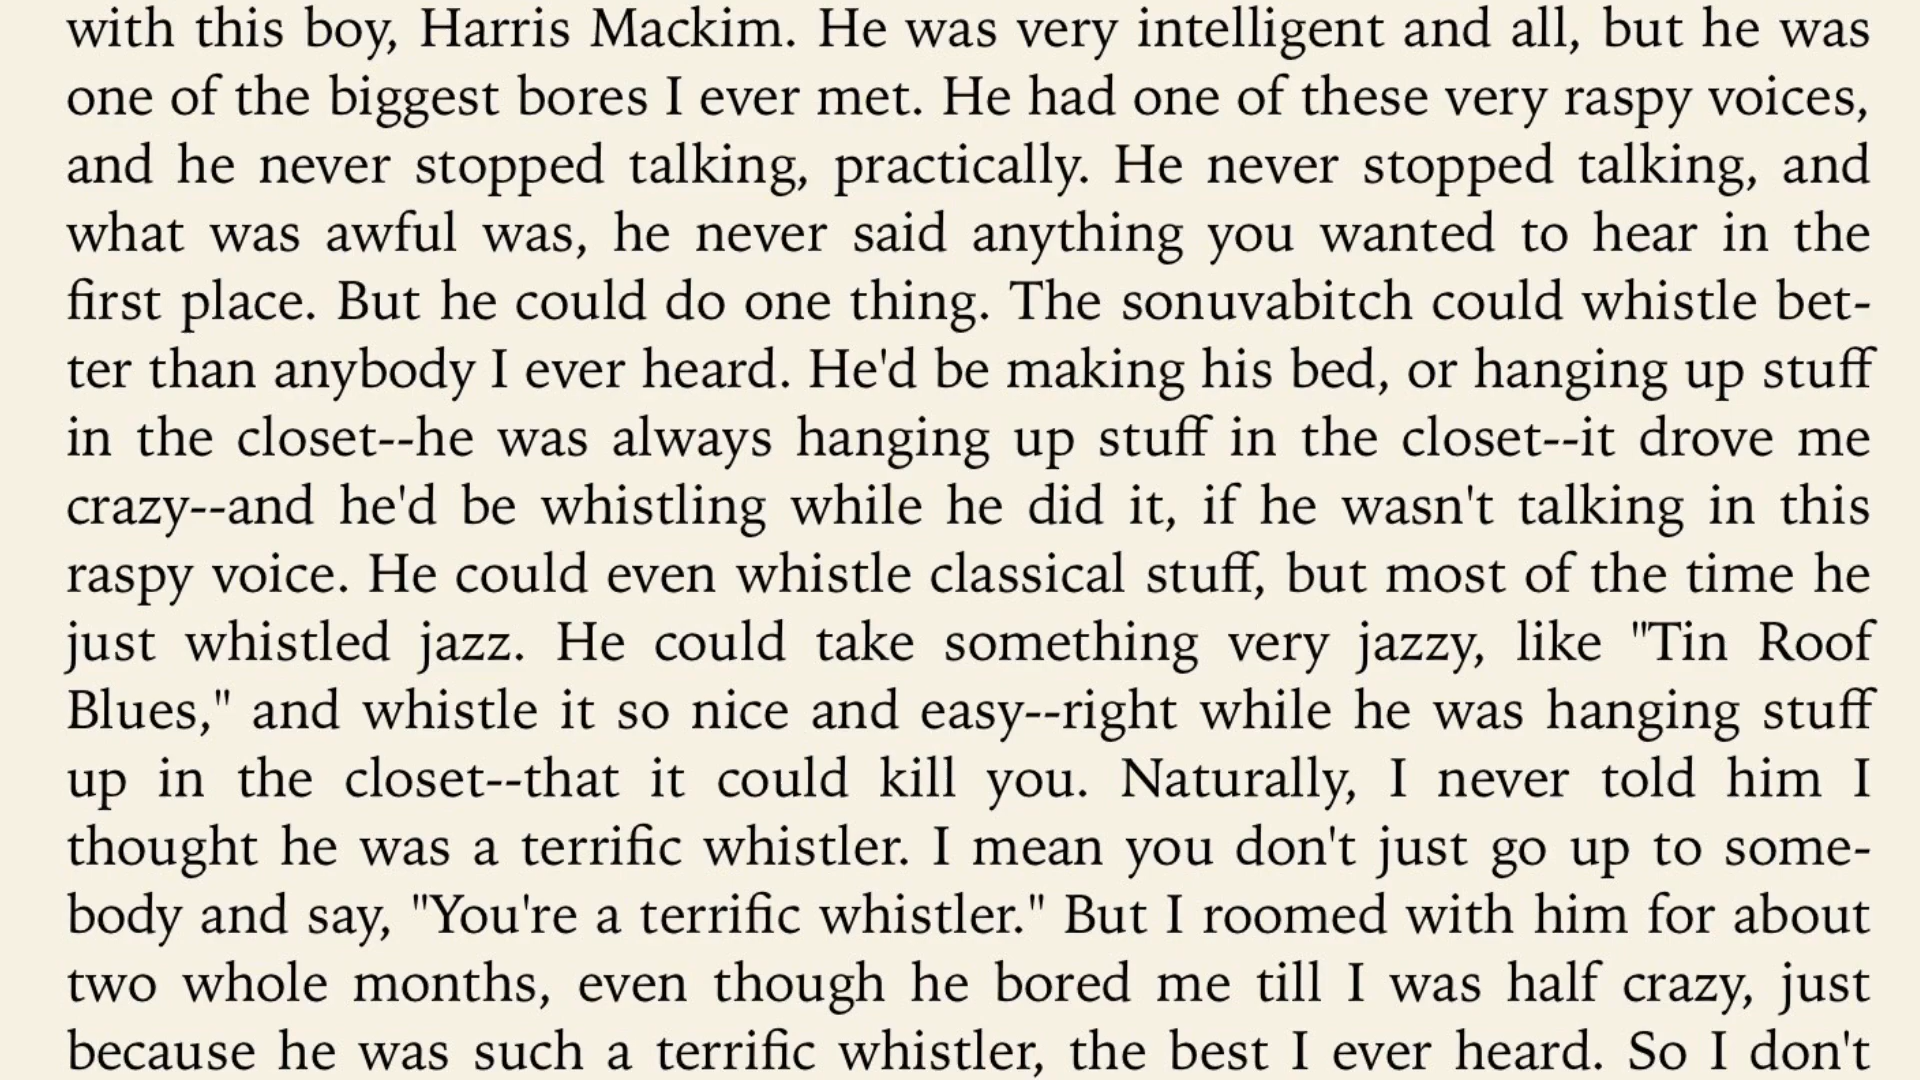 with this boy, Harris Mackim. He was very intelligent and all, but he was
one of the biggest bores I ever met. He had one of these very raspy voices,
and he never stopped talking, practically. He never stopped talking, and
what was awful was, he never said anything you wanted to hear in the
first place. But he could do one thing. The sonuvabitch could whistle bet-
ter than anybody I ever heard. He'd be making his bed, or hanging up stuff
in the closet--he was always hanging up stuff in the closet--it drove me
crazy--and he'd be whistling while he did it, if he wasn't talking in this
raspy voice. He could even whistle classical stuff, but most of the time he
just whistled jazz. He could take something very jazzy, like "Tin Roof
Blues," and whistle it so nice and easy--right while he was hanging stuff
up in the closet--that it could kill you. Naturally, I never told him I
thought he was a terrific whistler. I mean you don't just go up to some-
body and say, "You're a terrific whistler." But I roomed with him for about
two whole months, even though he bored me till I was half crazy, just
because he was such a terrific whistler, the best I ever heard. So I don't